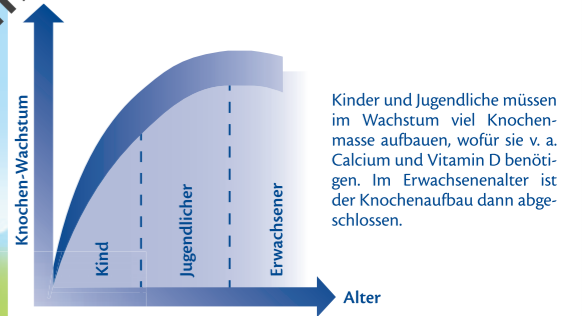 Knochen-Wachstum
Kind
Jugendlicher
Erwachsener
Alter
Kinder und Jugendliche müssen
im Wachstum viel Knochen-
masse aufbauen, wofür sie v. a.
Calcium und Vitamin D benöti-
gen. Im Erwachsenenalter ist
der Knochenaufbau dann abge-
schlossen.